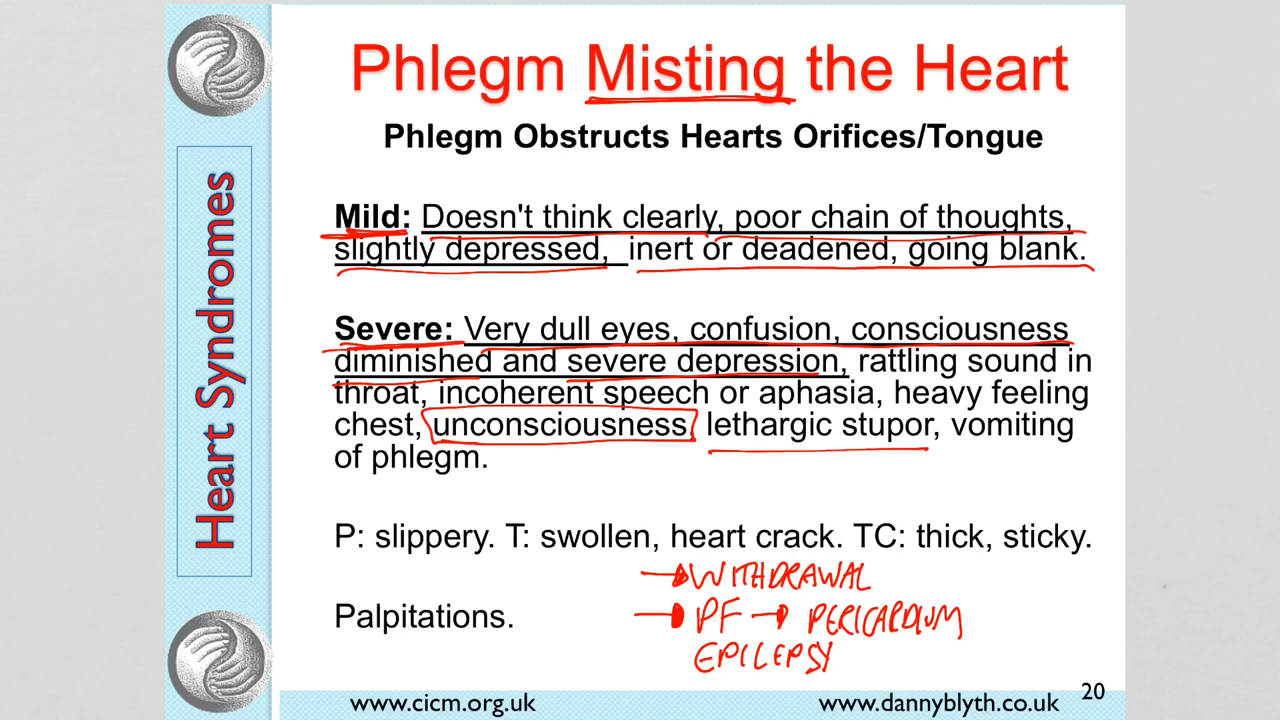 Phlegm Misting the Heart
Phlegm Obstructs Hearts Orifices/Tongue
Heart Syndromes
Mild: Doesn't think clearly, poor chain of thoughts,
slightly depressed, inert or deadened, going blank.
Severe: Very dull eyes, confusion, consciousness
diminished and severe depression, rattling sound in
throat, incoherent speech or aphasia, heavy feeling
chest, unconsciousness, lethargic stupor, vomiting
of phlegm.
P: slippery. T: swollen, heart crack. TC: thick, sticky.
→ WITHDRAWAL
Palpitations. → PF → PERICARDIUM
EPILEPSY
www.cicm.org.uk www.dannyblyth.co.uk 20